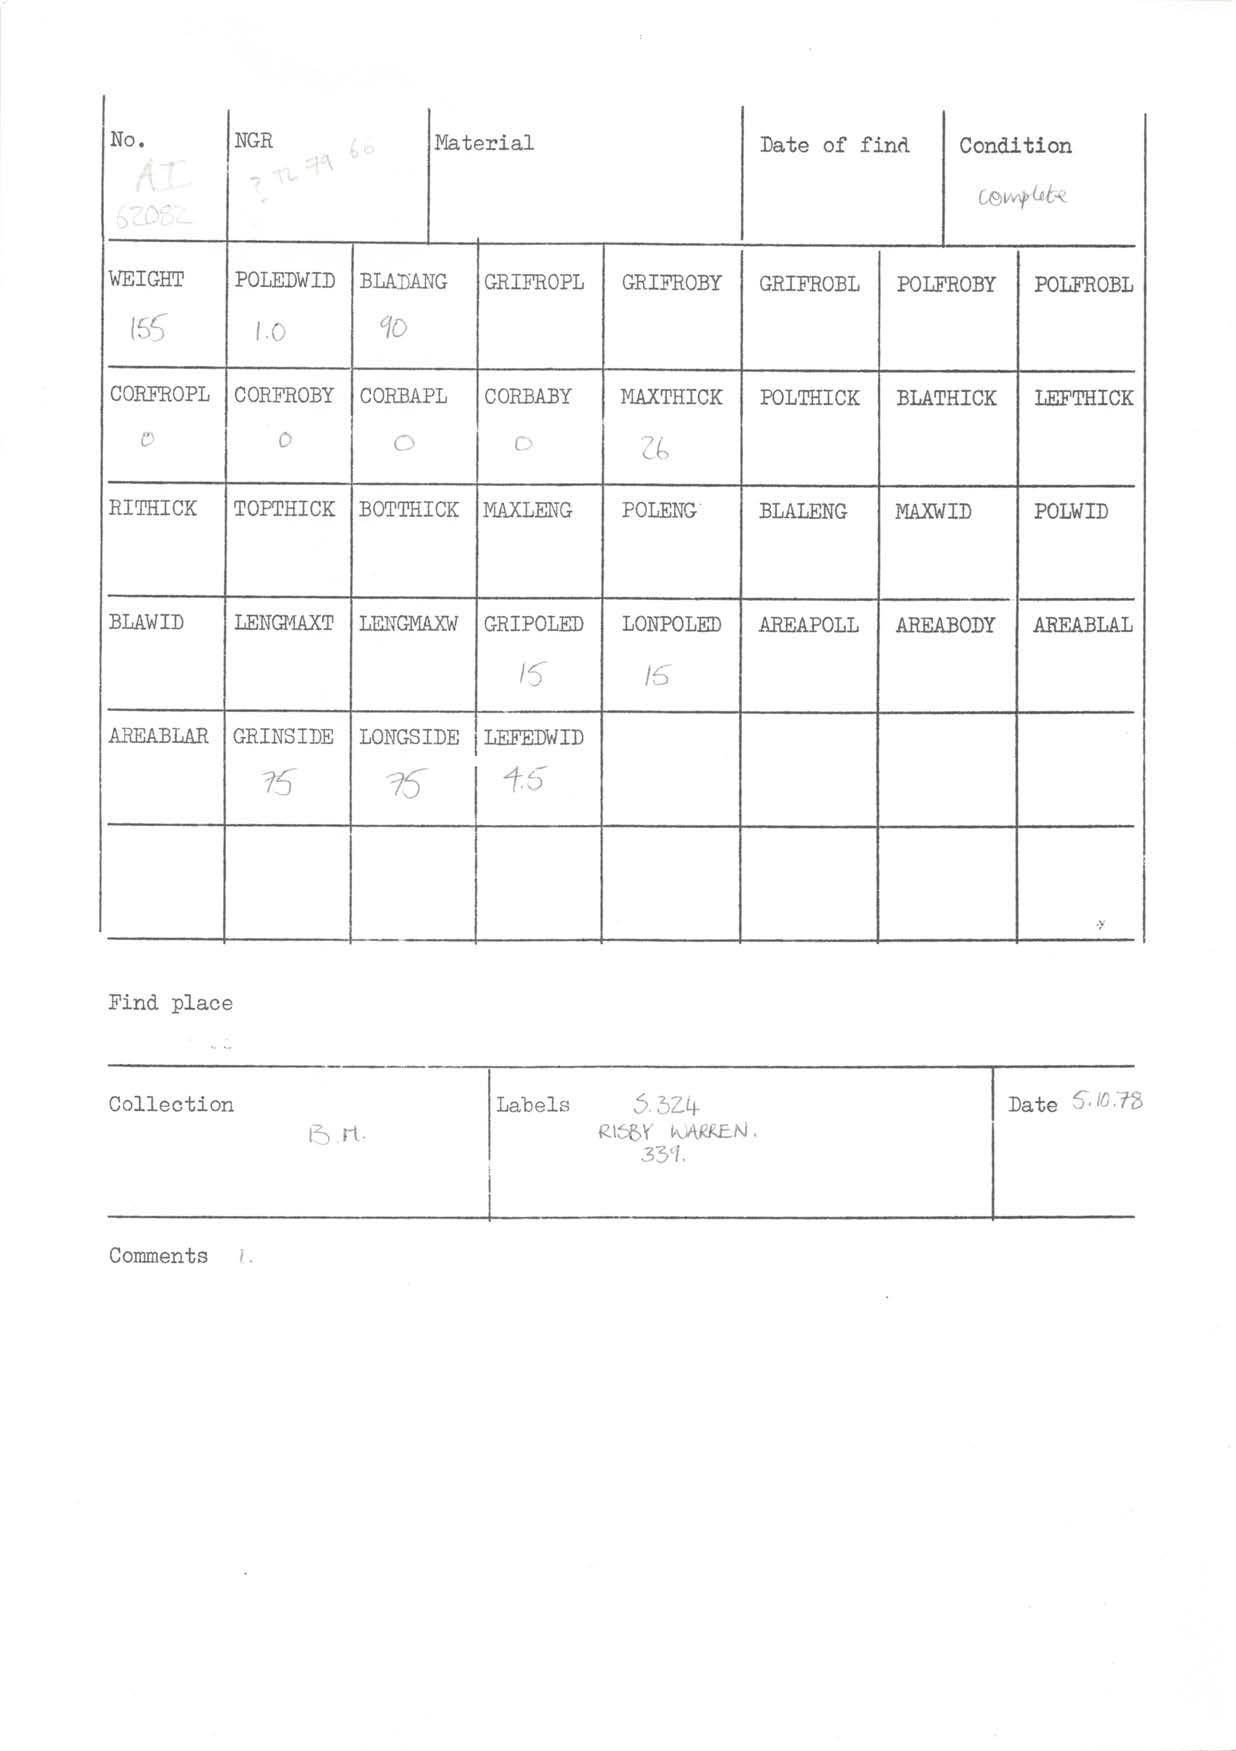 No. NGR Material Date of find Condition
AI ? TL 79 60 complete
62082
WEIGHT POLEDWID BLADANG GRIFROPL GRIFROBY GRIFROBL POLFROBY POLFROBL
155 1.0 90
CORFROPL CORFROBY CORBAPL CORBABY MAXTHICK POLTHICK BLATHICK LEFTHICK
0 0 0 0 26
RITHICK TOPTHICK BOTTHICK MAXLENG POLENG BLALENG MAXWID POLWID
BLAWID LENGMAXT LENGMAXW GRIPOLED LONPOLED AREAPOLL AREABODY AREABLAL
15 15
AREABLAR GRINSIDE LONGSIDE LEFEDWID
75 75 4.5
Find place
Collection Labels S.324 Date 5.10.78
B.M. RISBY WARREN.
339.
Comments 1.